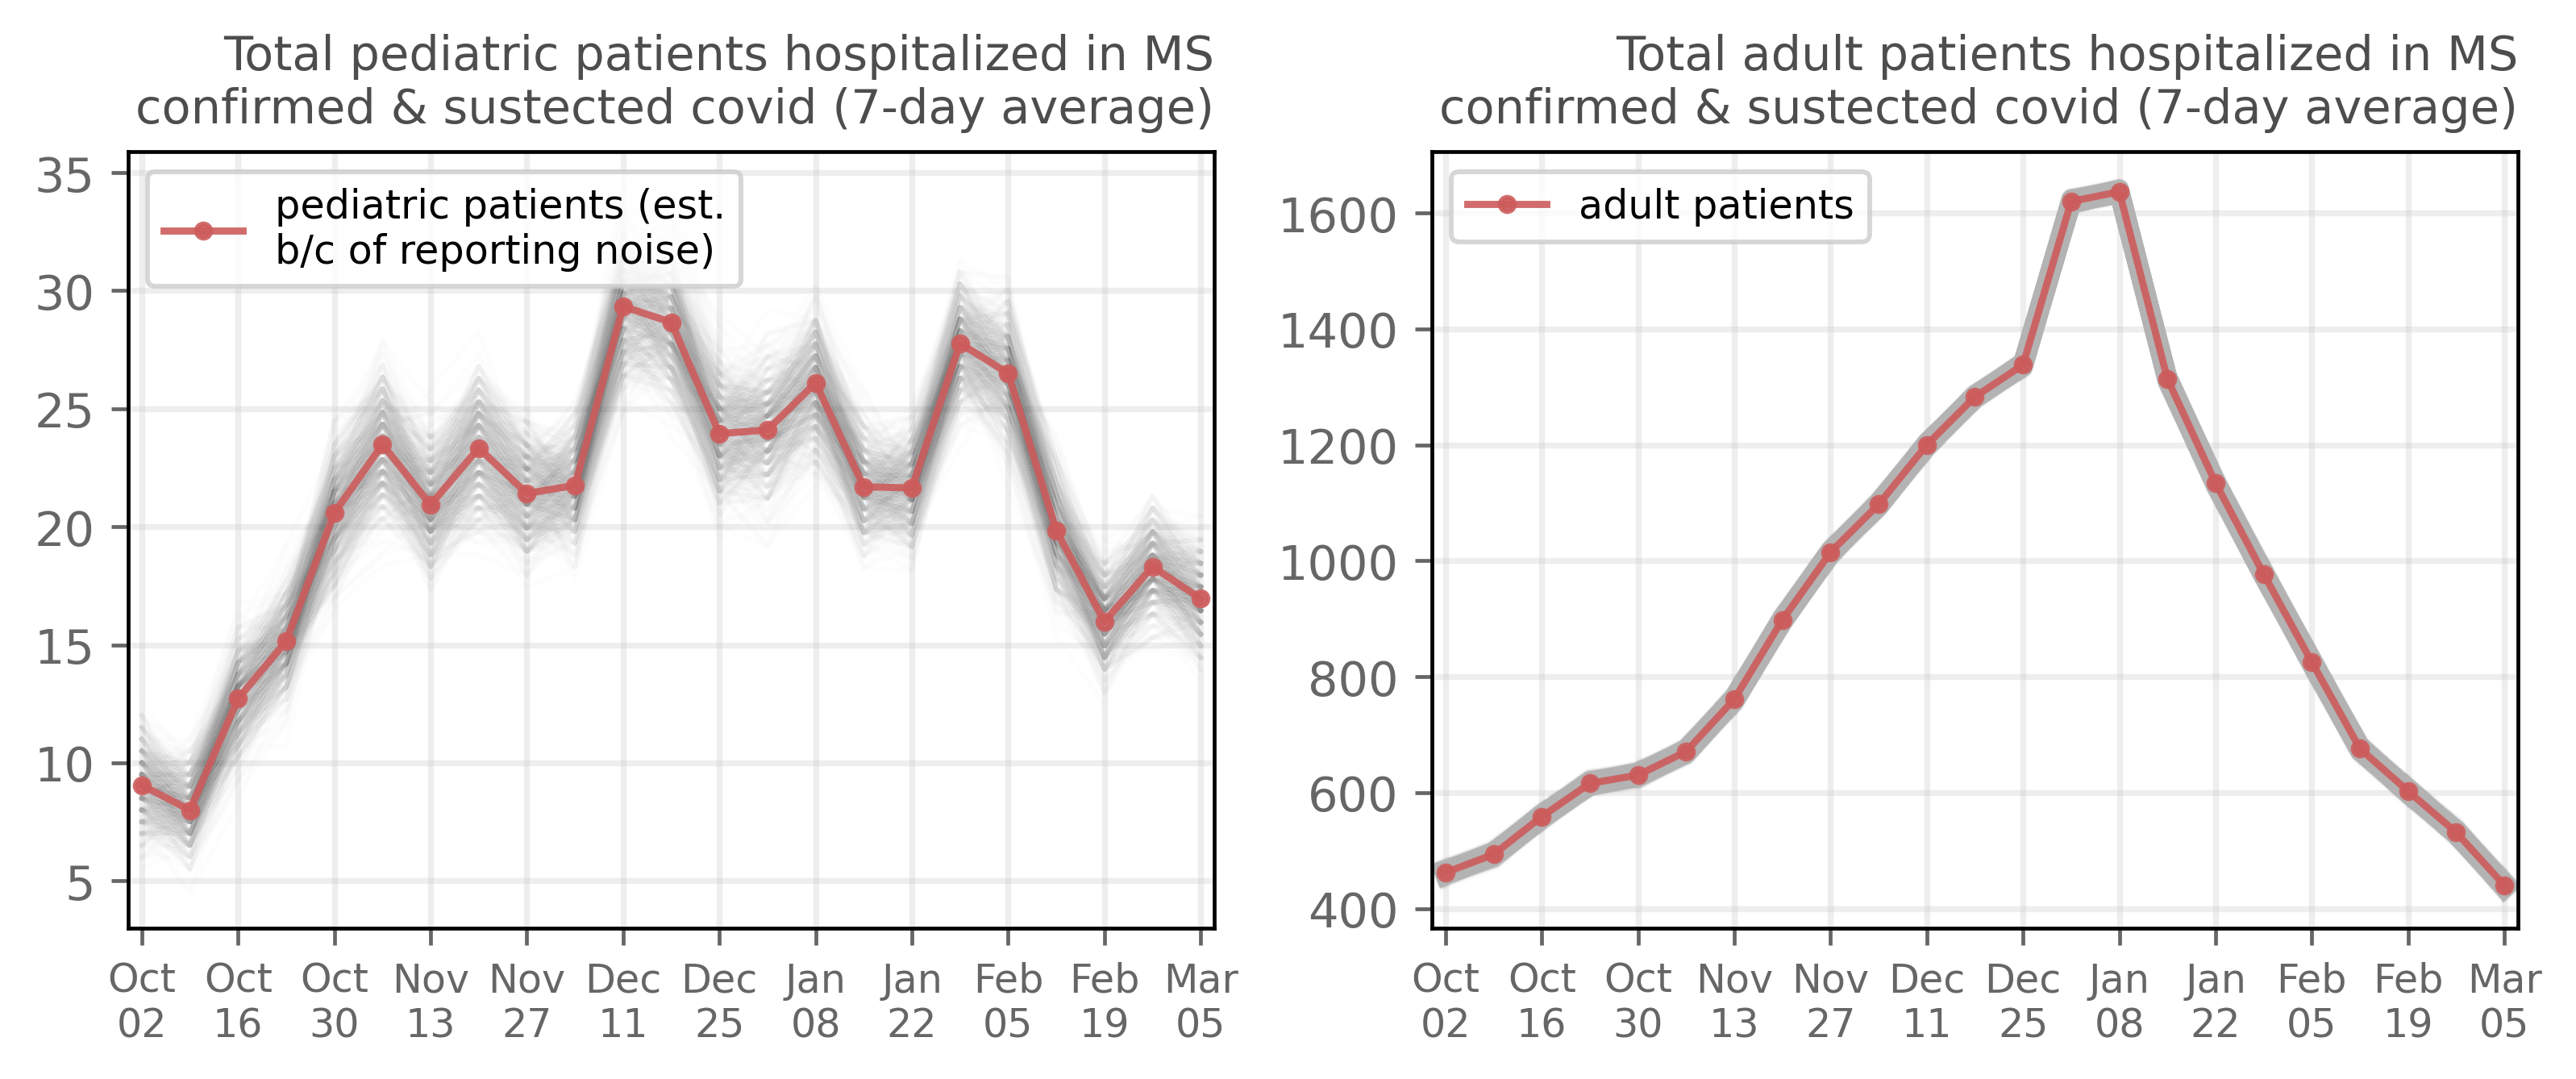 Total pediatric patients hospitalized in MS
confirmed & sustected covid (7-day average)
pediatric patients (est.
b/c of reporting noise)
35
30
25
20
15
10
5
Oct Oct Oct Nov Nov Dec Dec Jan Jan Feb Feb Mar
02 16 30 13 27 11 25 08 22 05 19 05
Total adult patients hospitalized in MS
confirmed & sustected covid (7-day average)
adult patients
1600
1400
1200
1000
800
600
400
Oct Oct Oct Nov Nov Dec Dec Jan Jan Feb Feb Mar
02 16 30 13 27 11 25 08 22 05 19 05